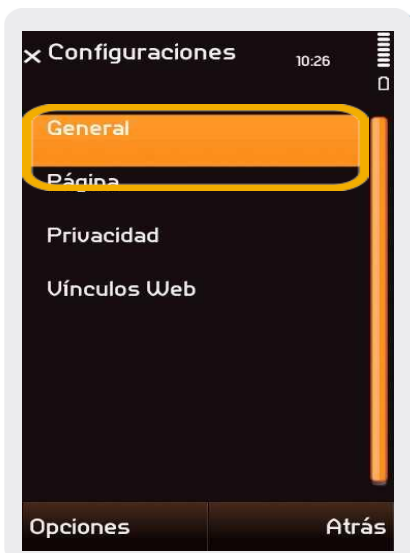 Configuraciones
10:26
General
Página
Privacidad
Vínculos Web
Opciones
Atrás